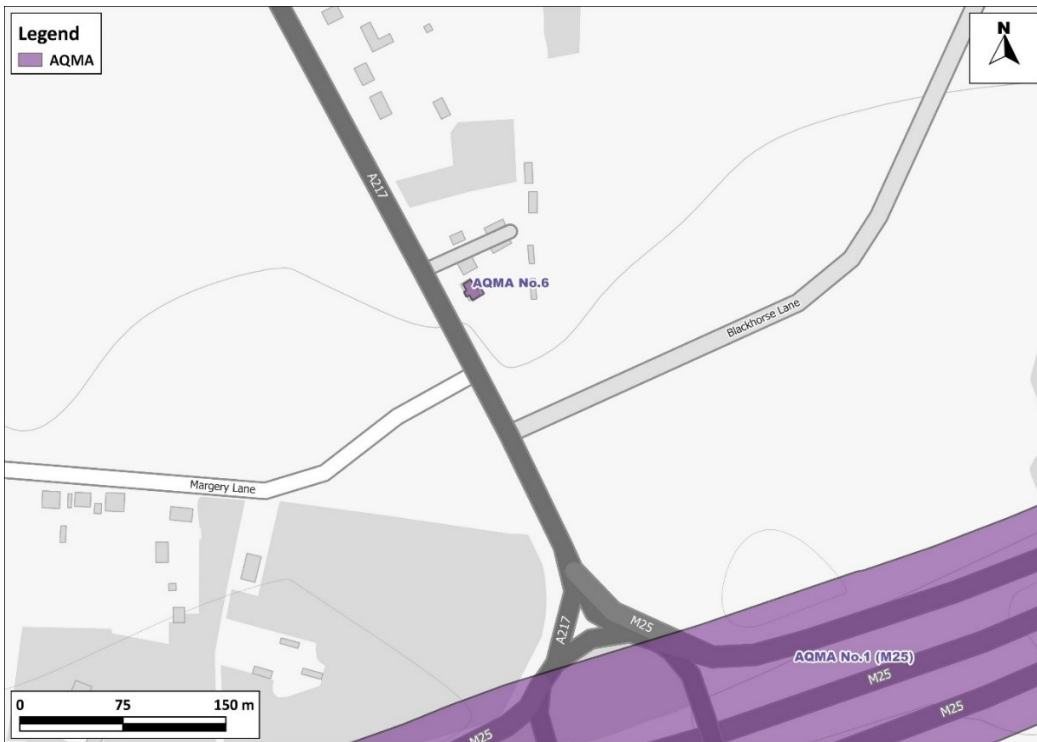 Legend
AQMA
N
A217
AQMA No.6
Blackhorse Lane
Margery Lane
A217
M25
AQMA No.1 (M25)
M25
M25
M25
0 75 150 m